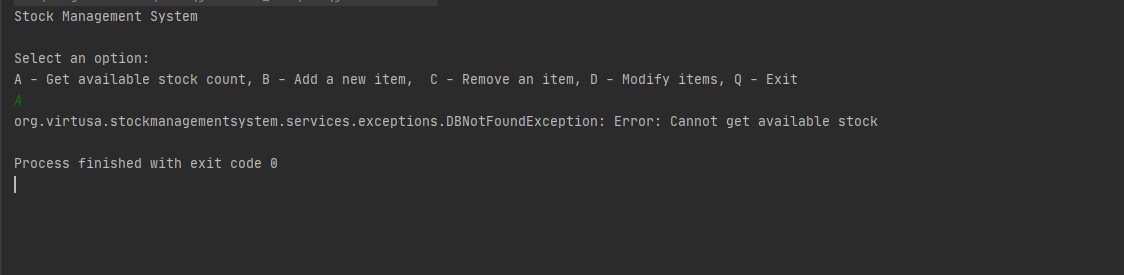 Stock Management System
Select an option:
A - Get available stock count, B - Add a new item,  C - Remove an item, D - Modify items, Q - Exit
A
org.virtusa.stockmanagementsystem.services.exceptions.DBNotFoundException: Error: Cannot get available stock
Process finished with exit code 0